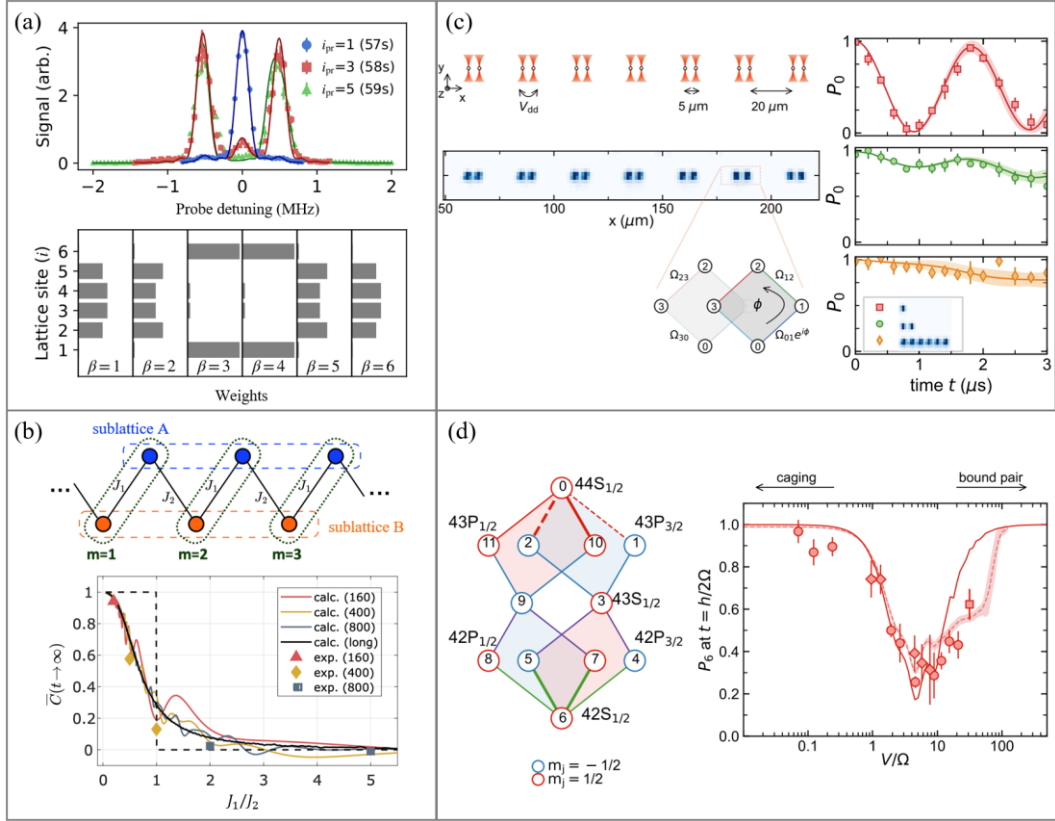 (a)
4
3
2
1
0
Signal (arb.)
i_pr=1 (57s)
i_pr=3 (58s)
i_pr=5 (59s)
−2 −1 0 1 2
Probe detuning (MHz)
Lattice site (i)
6
5
4
3
2
1
β = 1 β = 2 β = 3 β = 4 β = 5 β = 6
Weights
(b)
sublattice A
... J₁ J₂ J₁ J₂ J₁ J₂ ...
sublattice B
m=1 m=2 m=3
C̅(t→∞)
1
0.8
0.6
0.4
0.2
0
calc. (160)
calc. (400)
calc. (800)
calc. (long)
exp. (160)
exp. (400)
exp. (800)
0 1 2 3 4 5
J₁/J₂
(c)
y
z x
V_dd
5 μm
20 μm
50 100 150 200
x (μm)
2 2
Ω₂₃ Ω₁₂
3 3 ϕ 1
Ω₃₀ Ω₀₁e^{iϕ}
0 0
P₀
1
0
P₀
1
0
P₀
1
0
0 1 2 3
time t (μs)
(d)
0 44S₁/₂
43P₁/₂ 43P₃/₂
11 2 10 1
9 3 43S₁/₂
42P₁/₂ 42P₃/₂
8 5 7 4
6 42S₁/₂
m_j = − 1/2
m_j = 1/2
caging bound pair
P₆ at t = h/2Ω
1.0
0.8
0.6
0.4
0.2
0.0
0.1 1 10 100
V/Ω